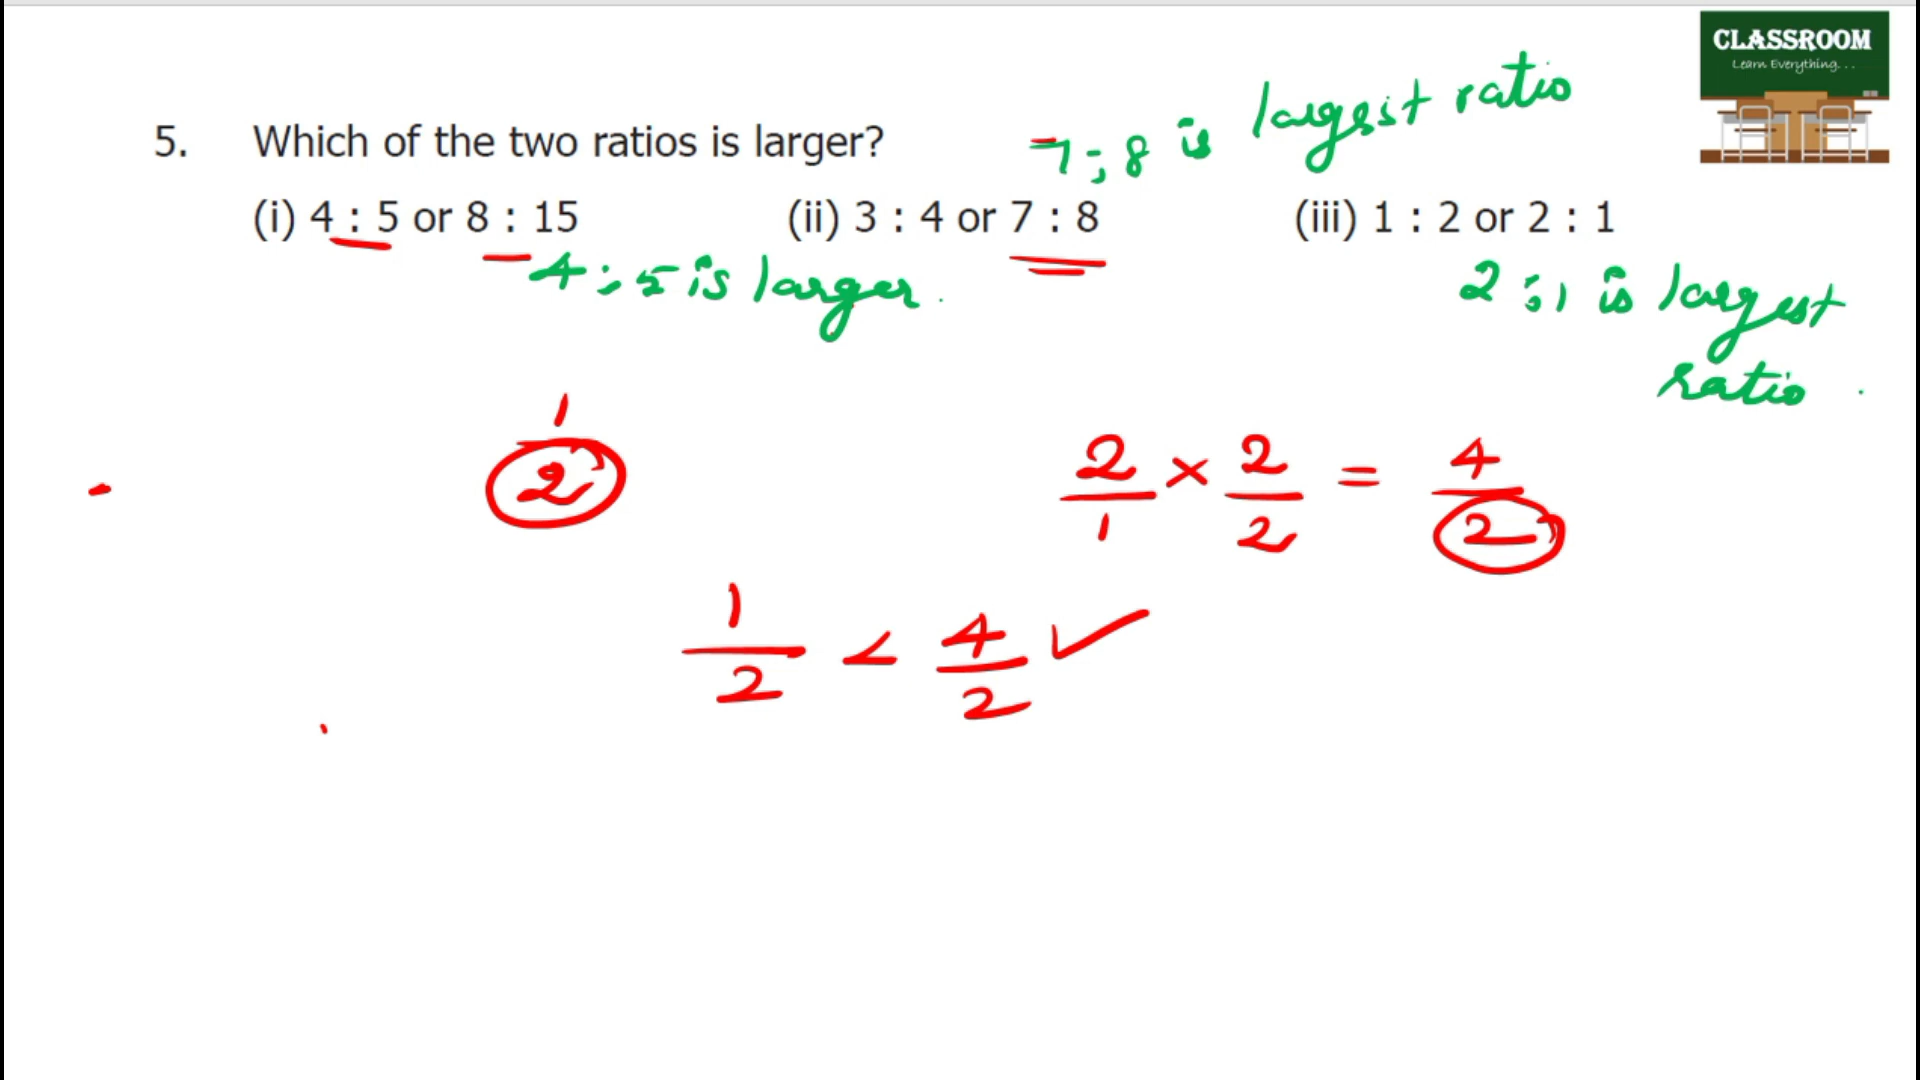 CLASSROOM
Learn Everything. . .
5. Which of the two ratios is larger?
7 : 8 is largest ratio
(i) 4 : 5 or 8 : 15 (ii) 3 : 4 or 7 : 8 (iii) 1 : 2 or 2 : 1
4 : 5 is larger.
2 : 1 is largest
ratio.
1/2
2/1 × 2/2 = 4/2
1/2 < 4/2 ✓